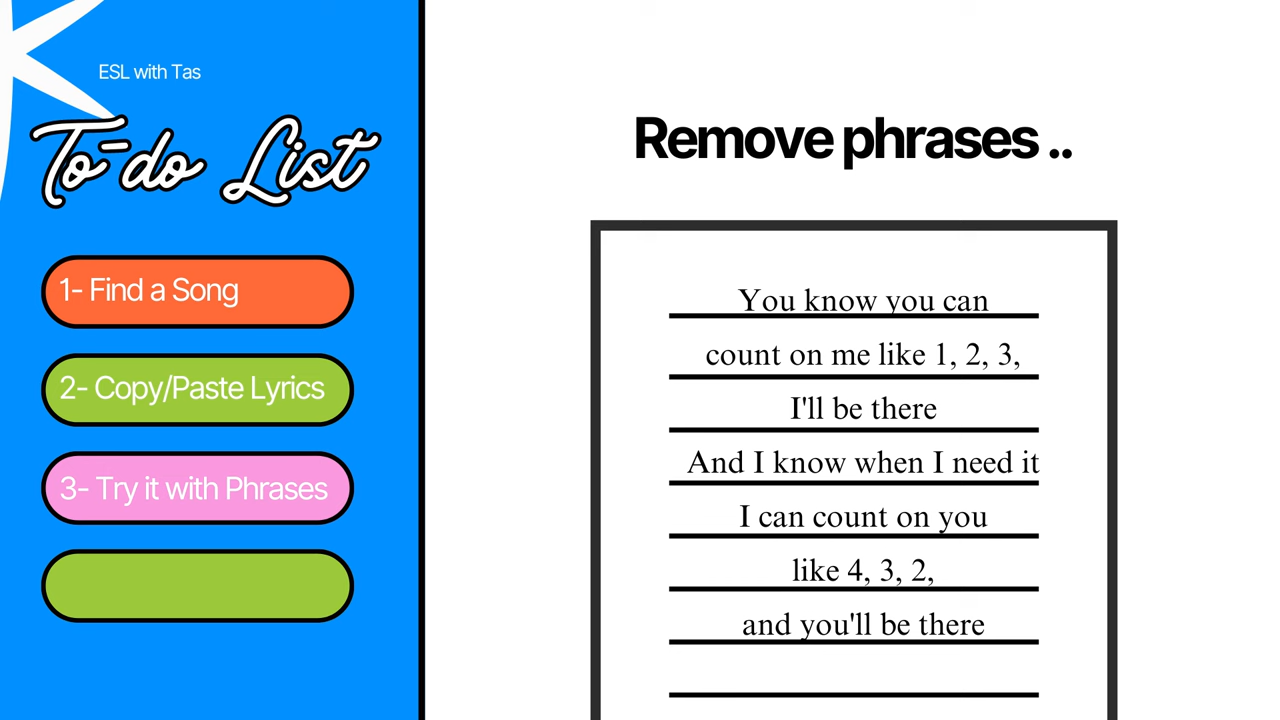 ESL with Tas
To-do List
1- Find a Song
2- Copy/Paste Lyrics
3- Try it with Phrases
Remove phrases ..
You know you can
count on me like 1, 2, 3,
I'll be there
And I know when I need it
I can count on you
like 4, 3, 2,
and you'll be there